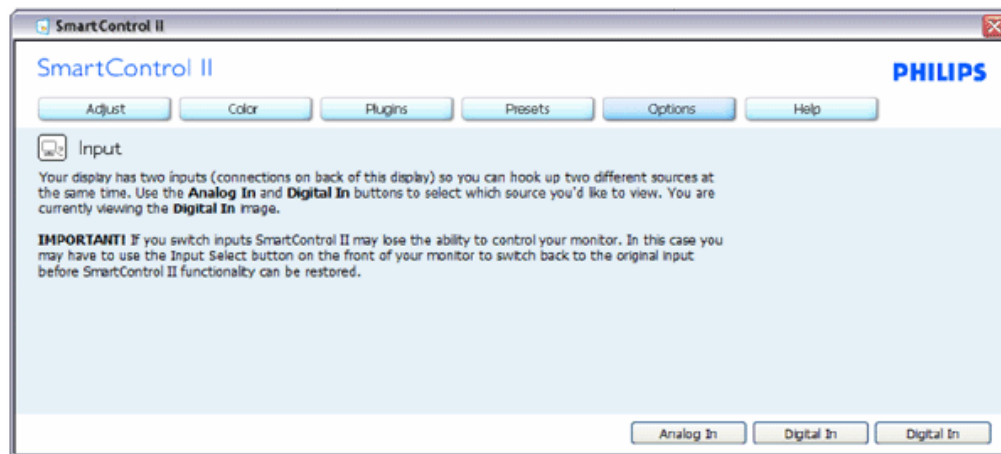 SmartControl II
SmartControl II
PHILIPS
Adjust Color Plugins Presets Options Help
Input
Your display has two inputs (connections on back of this display) so you can hook up two different sources at
the same time. Use the Analog In and Digital In buttons to select which source you'd like to view. You are
currently viewing the Digital In image.
IMPORTANT! If you switch inputs SmartControl II may lose the ability to control your monitor. In this case you
may have to use the Input Select button on the front of your monitor to switch back to the original input
before SmartControl II functionality can be restored.
Analog In Digital In Digital In